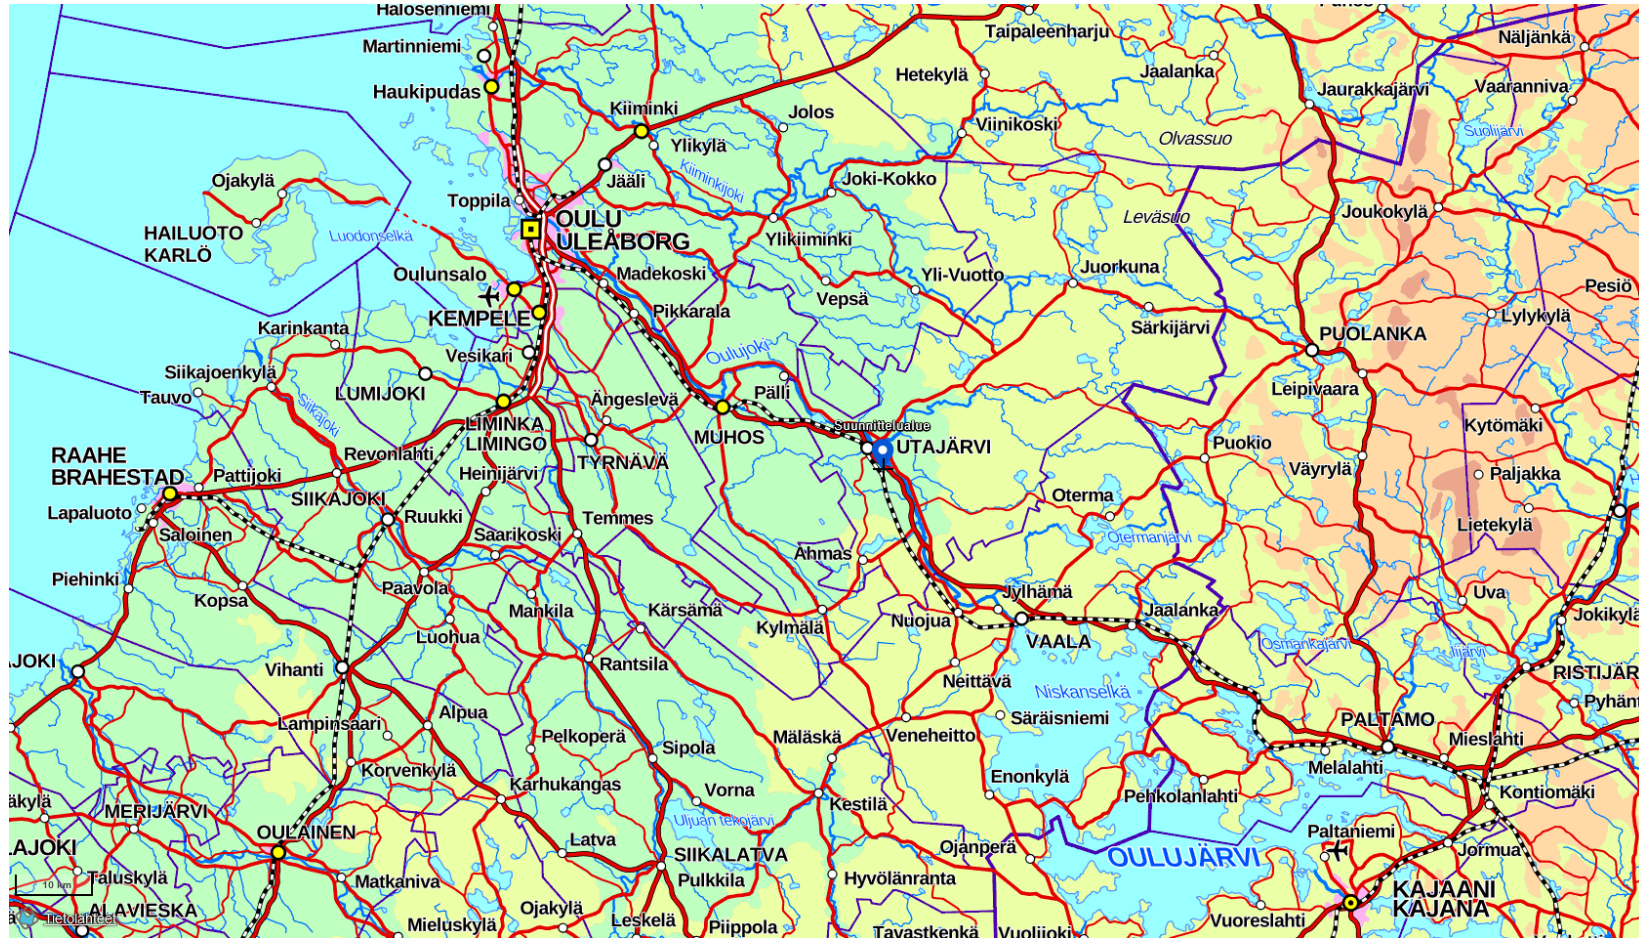 Halosenniemi
Martinniemi
Haukipudas
Kiiminki
Ylikylä
Jääli
Jolos
Hetekylä
Taipaleenharju
Jaalanka
Näljänkä
Vaaranniva
Jaurakkajärvi
Suolijärvi
Viinikoski
Olvassuo
Kiiminkijoki
Joki-Kokko
Ojakylä
Toppila
OULU
ULEÅBORG
HAILUOTO
KARLÖ
Luodonselkä
Leväsuo
Joukokylä
Ylikiiminki
Oulunsalo
Madekoski
Vepsä
Yli-Vuotto
Juorkuna
Pesiö
KEMPELE
Pikkarala
Särkijärvi
Lylykylä
Karinkanta
Vesikari
Oulujoki
PUOLANKA
Siikajoenkylä
Tauvo
LUMIJOKI
Siikajoki
Ängeslevä
Pälli
Leipivaara
LIMINKA
LIMINGO
MUHOS
Suunnittelualue
UTAJÄRVI
Kytömäki
Puokio
RAAHE
BRAHESTAD
Pattijoki
Revonlahti
Heinijärvi
TYRNÄVÄ
Väyrylä
Paljakka
Lapaluoto
Saloinen
SIIKAJOKI
Ruukki
Temmes
Oterma
Lietekylä
Saarikoski
Otermanjärvi
Ahmas
Piehinki
Kopsa
Paavola
Mankila
Kärsämä
Jylhämä
Jaalanka
Uva
Jokikylä
Luohua
Kylmälä
Nuojua
VAALA
Osmankajärvi
Iijärvi
AJOKI
Vihanti
Rantsila
Neittävä
Niskanselkä
RISTIJÄR
Pyhänt
Lampinsaari
Alpua
Säräisniemi
PALTAMO
Pelkoperä
Sipola
Mäläskä
Veneheitto
Mieslahti
Korvenkylä
Melalahti
Karhukangas
Vorna
Enonkylä
Pehkolanlahti
Kontiomäki
äkylä
MERIJÄRVI
Kestilä
Uljuan tekojärvi
OULAINEN
Paltaniemi
LAJOKI
Latva
SIIKALATVA
Pulkkila
Ojanperä
OULUJÄRVI
Jormua
Taluskylä
10 km
Matkaniva
Hyvölänranta
KAJAANI
KAJANA
Tietolähteet
ALAVIESKA
Mieluskylä
Ojakylä
Leskelä
Piippola
Tavastkenkä
Vuolijoki
Vuoreslahti